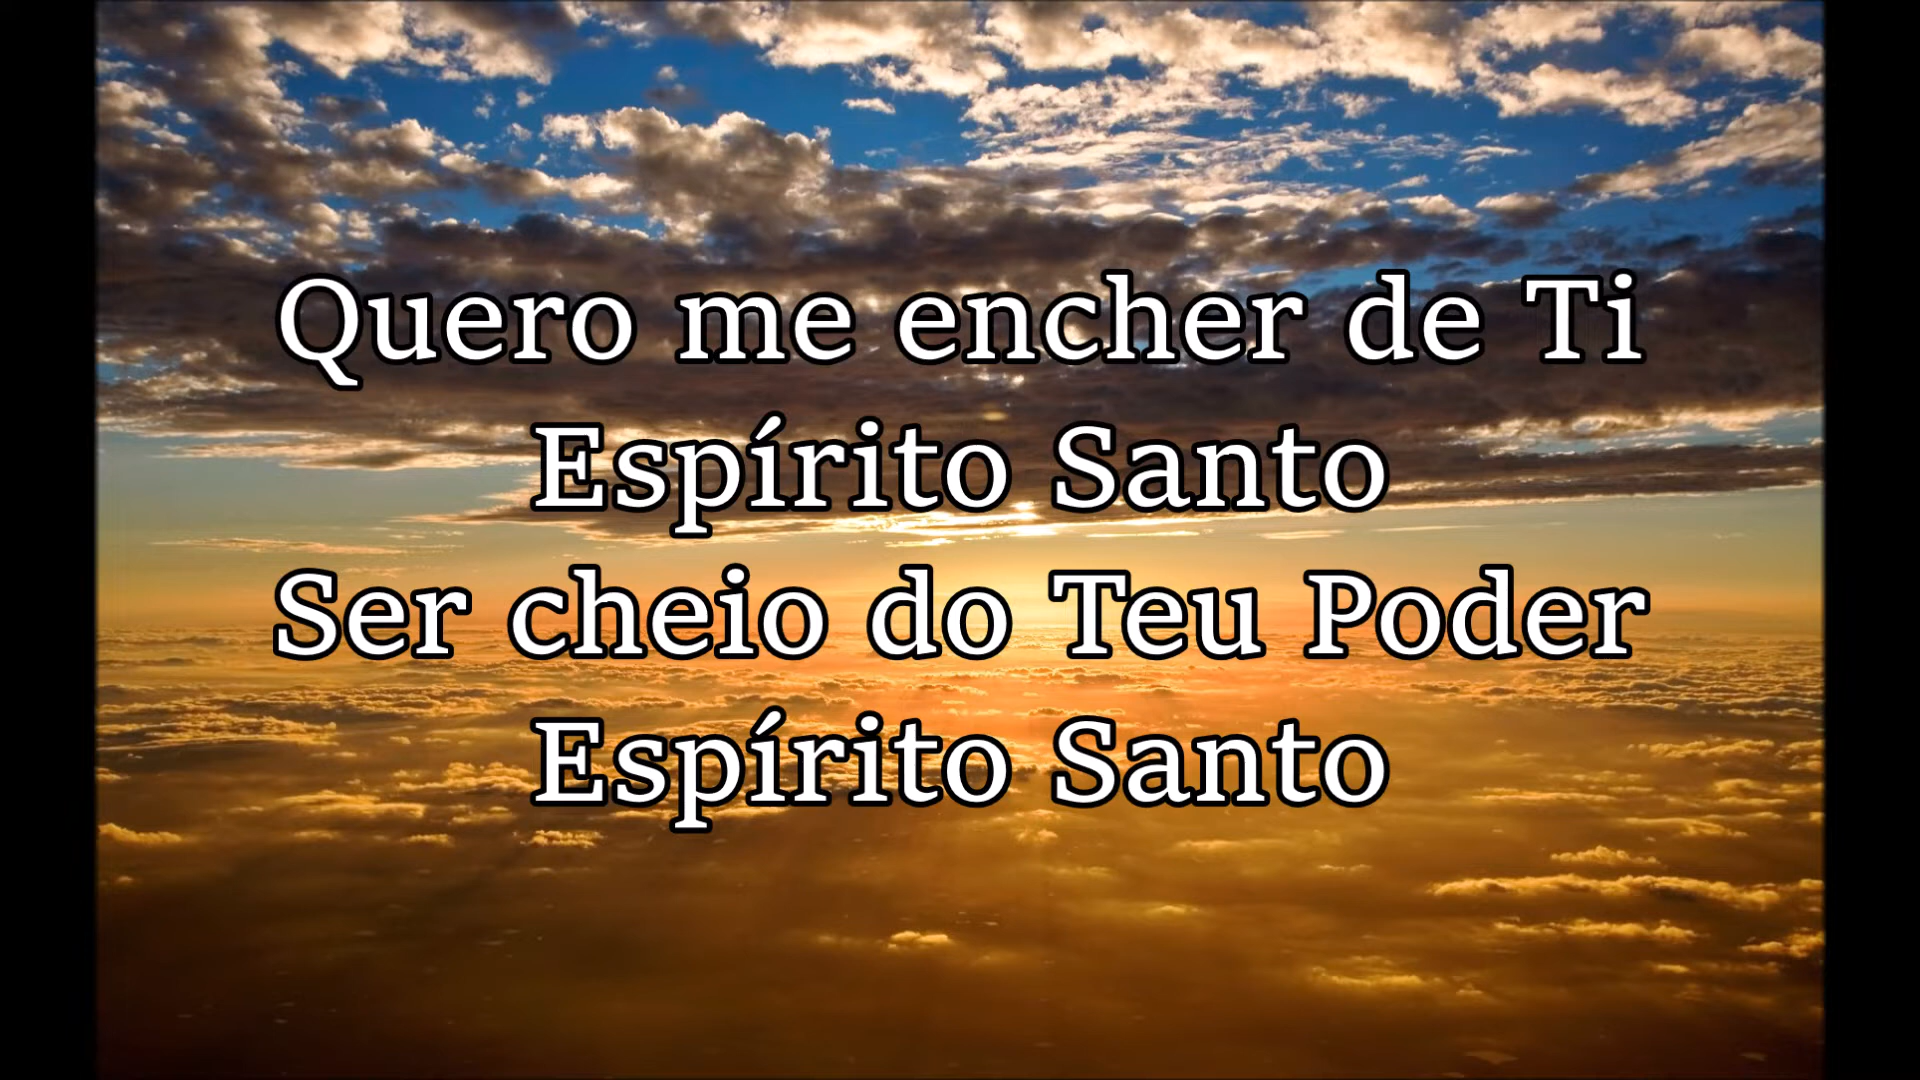 Quero me encher de Ti
Espírito Santo
Ser cheio do Teu Poder
Espírito Santo